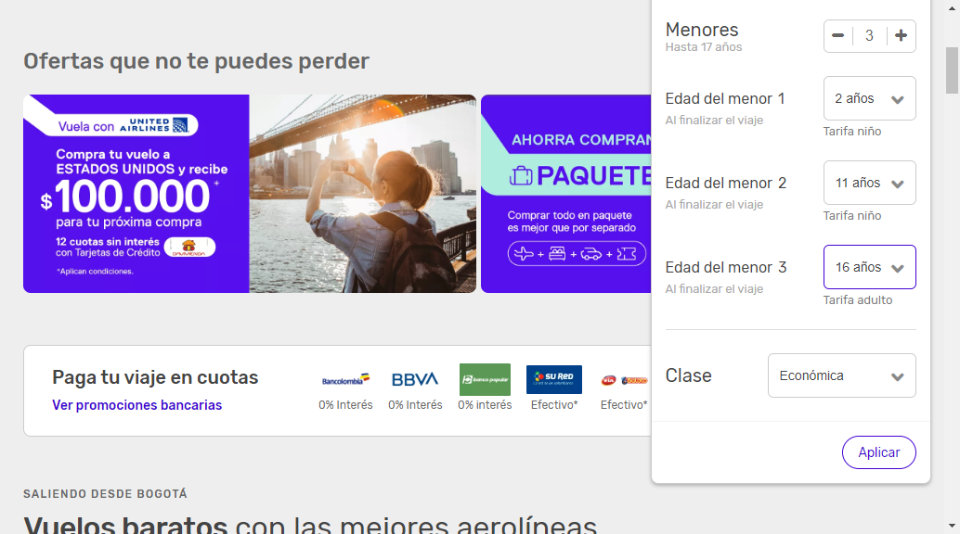 Ofertas que no te puedes perder
Vuela con UNITED AIRLINES
Compra tu vuelo a
ESTADOS UNIDOS y recibe
$100.000+
para tu próxima compra
12 cuotas sin interés
con Tarjetas de Crédito DAVIVIENDA
*Aplican condiciones.
AHORRA COMPRAN
PAQUETE
Comprar todo en paquete
es mejor que por separado
+ + +
Menores
Hasta 17 años
3
Edad del menor 1
Al finalizar el viaje
2 años
Tarifa niño
Edad del menor 2
Al finalizar el viaje
11 años
Tarifa niño
Edad del menor 3
Al finalizar el viaje
16 años
Tarifa adulto
Clase
Económica
Aplicar
Paga tu viaje en cuotas
Ver promociones bancarias
Bancolombia
0% Interés
BBVA
0% Interés
banco popular
0% interés
SU RED
Efectivo*
Efectivo*
SALIENDO DESDE BOGOTÁ
Vuelos baratos con las mejores aerolíneas